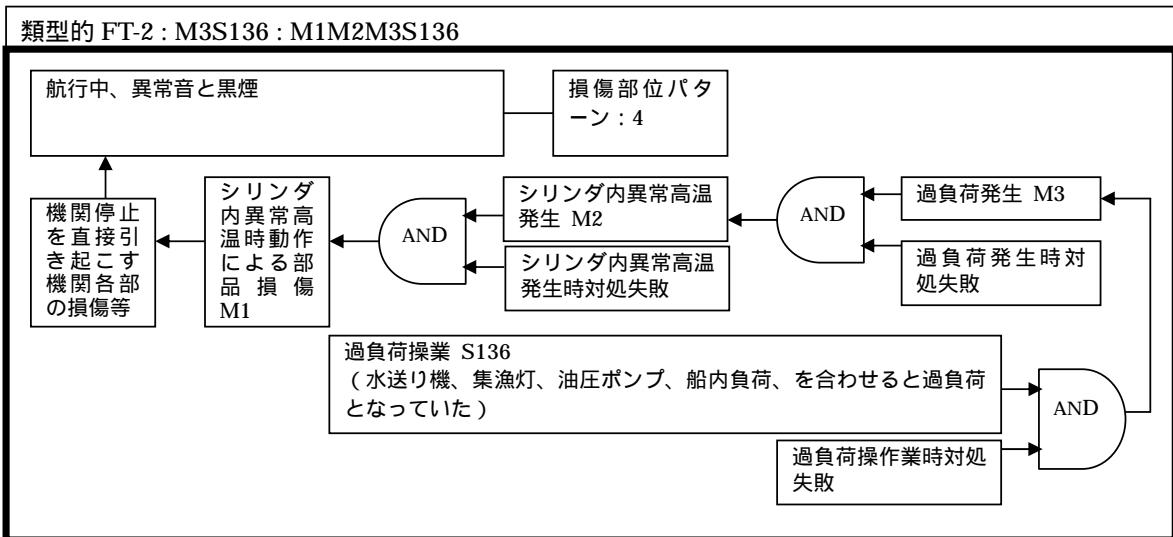 類型的 FT-2 : M3S136 : M1M2M3S136
航行中、異常音と黒煙
損傷部位パタ
ーン：4
機関停止
を直接引
き起こす
機関各部
の損傷等
シリンダ
内異常高
温時動作
による部
品損傷
M1
AND
シリンダ内異常高温
発生 M2
シリンダ内異常高温
発生時対処失敗
AND
過負荷発生 M3
過負荷発生時対
処失敗
過負荷操業 S136
（水送り機、集漁灯、油圧ポンプ、船内負荷、を合わせると過負荷
となっていた）
AND
過負荷操作業時対処
失敗